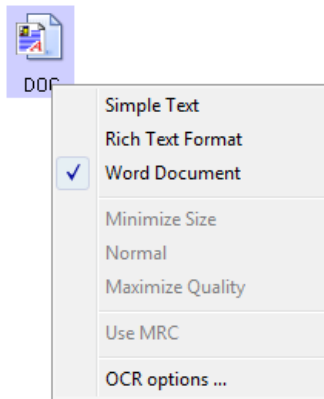 DOC
Simple Text
Rich Text Format
Word Document
Minimize Size
Normal
Maximize Quality
Use MRC
OCR options ...